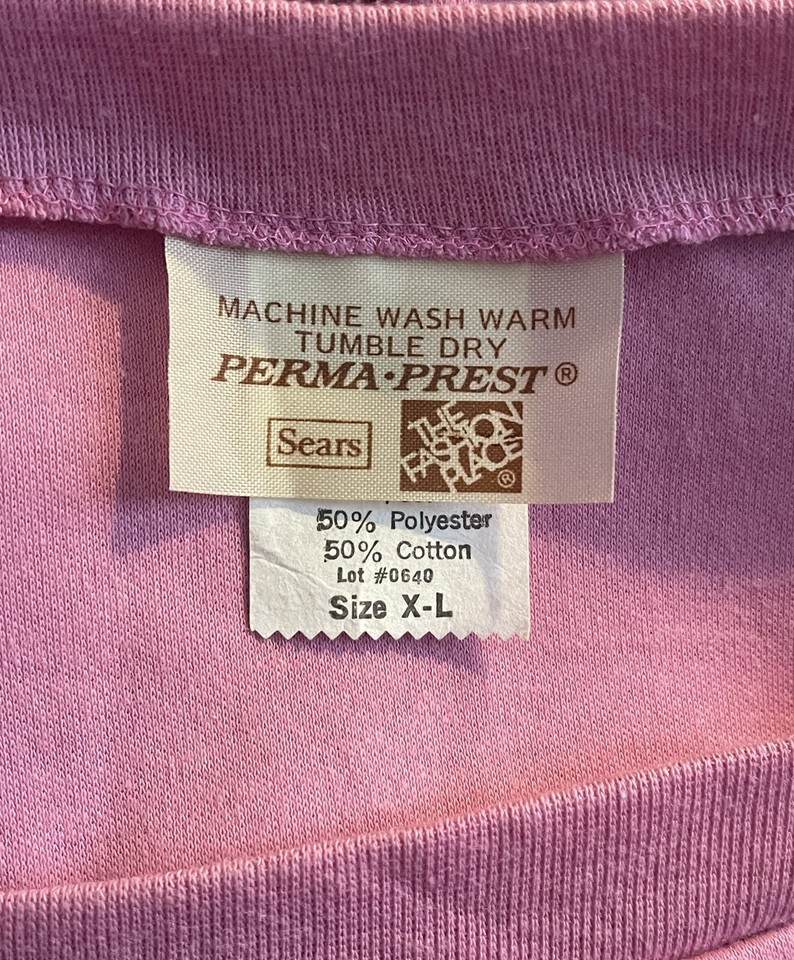 MACHINE WASH WARM
TUMBLE DRY
PERMA•PREST®
Sears
THE
FASHION
PLACE®
50% Polyester
50% Cotton
Lot #0640
Size X-L